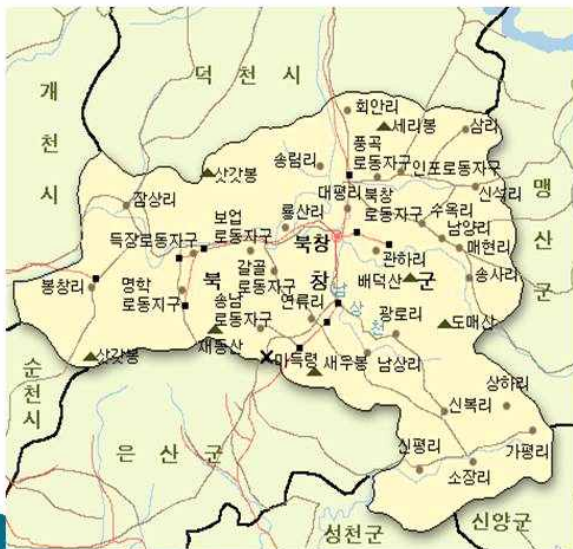 덕천시
개천시
회안리
세리봉
삼리
풍곡
로동자구
인포로동자구
송림리
삿갓봉
신석리
맹산군
잠상리
대평리
북창
로동자구
수옥리
룡산리
보업
로동자구
남양리
매현리
득장로동자구
북창
관하리
송사리
갈골
로동자구
북창군
배덕산
봉창리
명학
로동자구
송남
로동자구
연류리
남상천
광로리
도매산
재동산
순천시
삿갓봉
마득령
새우봉
남상리
상하리
신복리
은산군
신평리
가평리
소장리
성천군
신양군